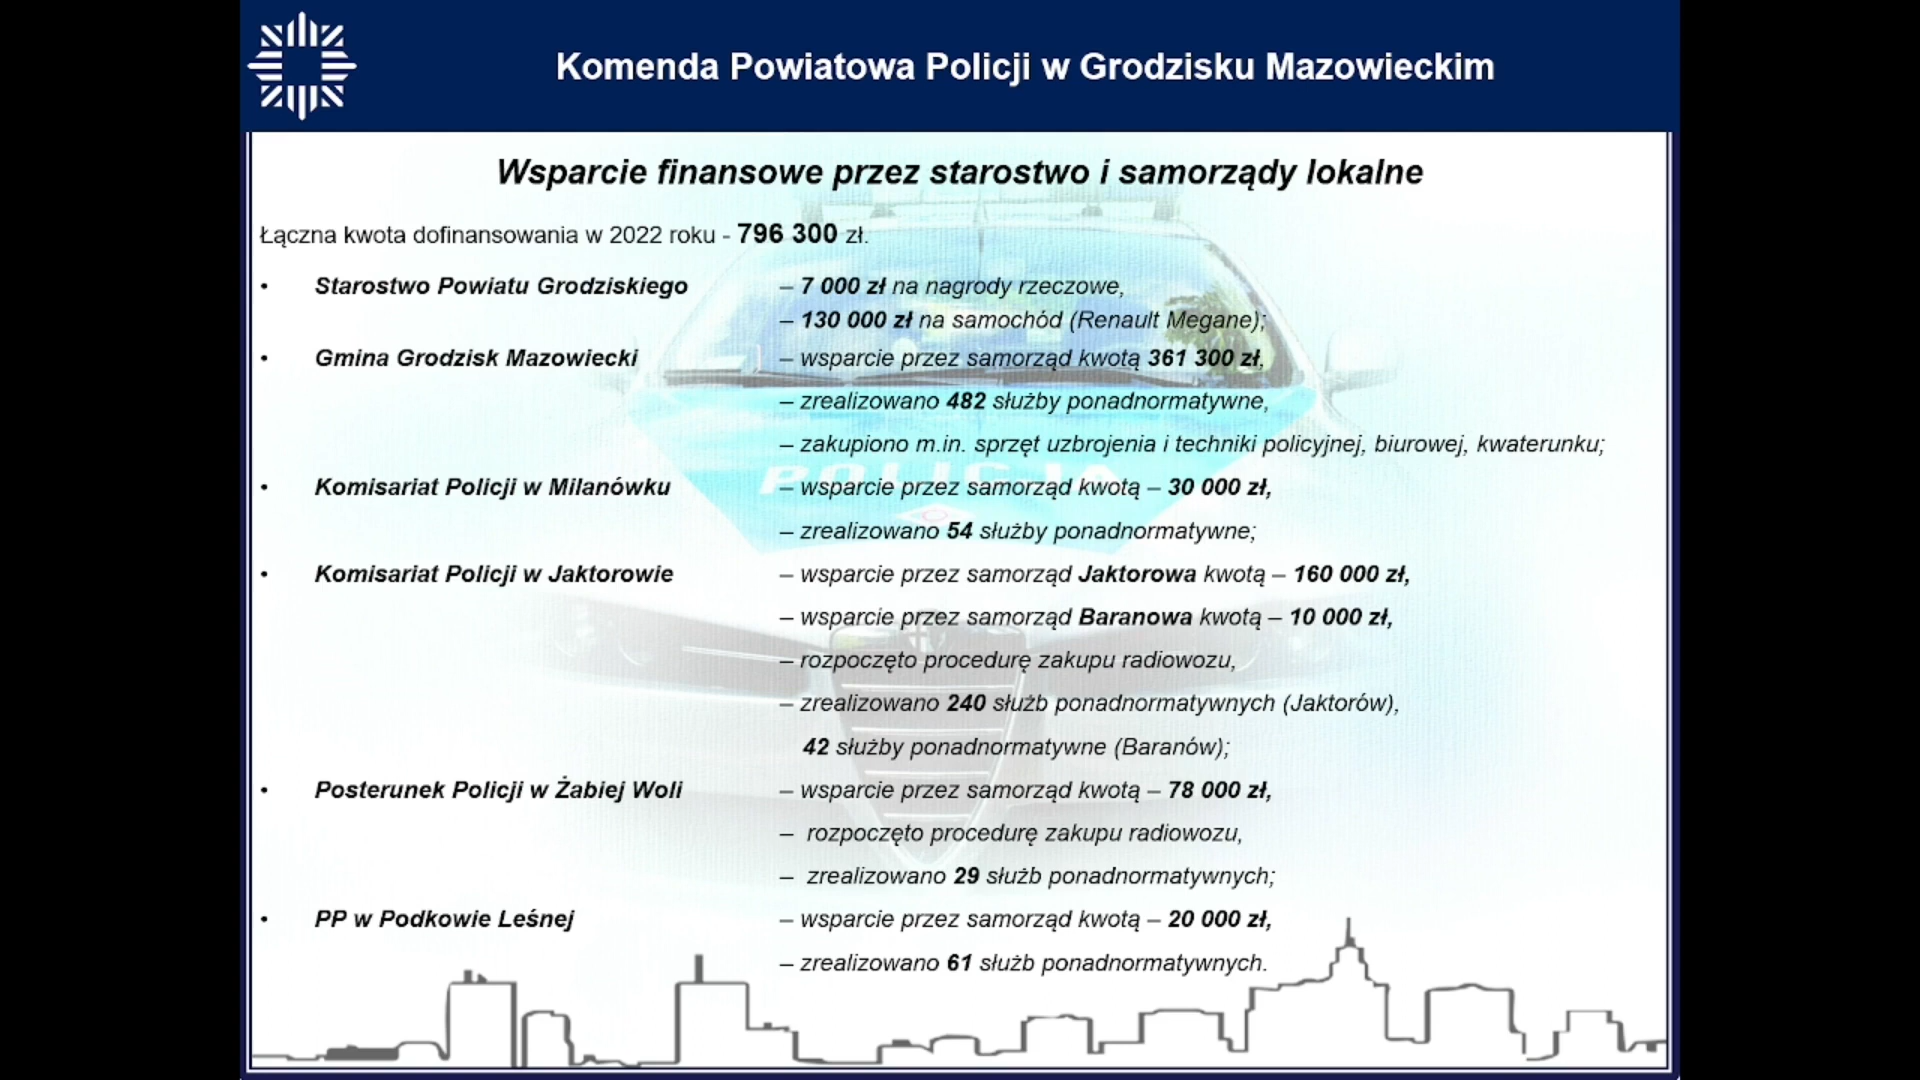 Komenda Powiatowa Policji w Grodzisku Mazowieckim
Wsparcie finansowe przez starostwo i samorządy lokalne
Łączna kwota dofinansowania w 2022 roku - 796 300 zł.
• Starostwo Powiatu Grodziskiego – 7 000 zł na nagrody rzeczowe,
– 130 000 zł na samochód (Renault Megane);
• Gmina Grodzisk Mazowiecki – wsparcie przez samorząd kwotą 361 300 zł,
– zrealizowano 482 służby ponadnormatywne,
– zakupiono m.in. sprzęt uzbrojenia i techniki policyjnej, biurowej, kwaterunku;
POLICJA
• Komisariat Policji w Milanówku – wsparcie przez samorząd kwotą – 30 000 zł,
– zrealizowano 54 służby ponadnormatywne;
• Komisariat Policji w Jaktorowie – wsparcie przez samorząd Jaktorowa kwotą – 160 000 zł,
– wsparcie przez samorząd Baranowa kwotą – 10 000 zł,
– rozpoczęto procedurę zakupu radiowozu,
– zrealizowano 240 służb ponadnormatywnych (Jaktorów),
42 służby ponadnormatywne (Baranów);
• Posterunek Policji w Żabiej Woli – wsparcie przez samorząd kwotą – 78 000 zł,
– rozpoczęto procedurę zakupu radiowozu,
– zrealizowano 29 służb ponadnormatywnych;
• PP w Podkowie Leśnej – wsparcie przez samorząd kwotą – 20 000 zł,
– zrealizowano 61 służb ponadnormatywnych.